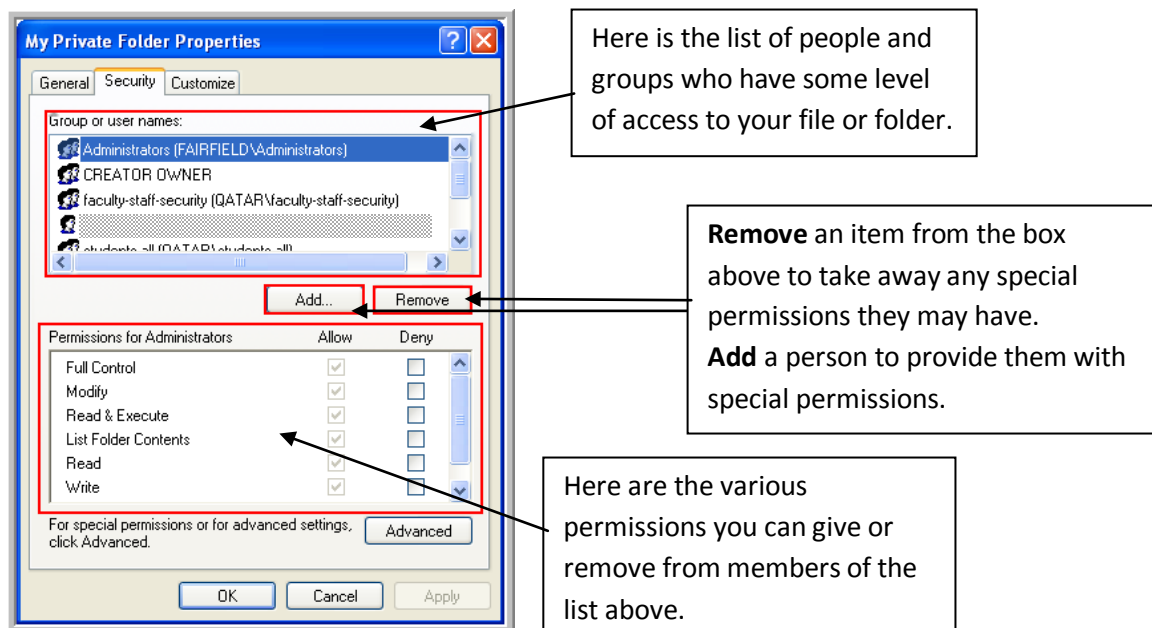 My Private Folder Properties
General Security Customize
Group or user names:
Administrators (FAIRFIELD\Administrators)
CREATOR OWNER
faculty-staff-security (QATAR\faculty-staff-security)
students-all (QATAR\students-all)
Add... Remove
Permissions for Administrators Allow Deny
Full Control
Modify
Read & Execute
List Folder Contents
Read
Write
For special permissions or for advanced settings,
click Advanced.
Advanced
OK Cancel Apply
Here is the list of people and
groups who have some level
of access to your file or folder.
Remove an item from the box
above to take away any special
permissions they may have.
Add a person to provide them with
special permissions.
Here are the various
permissions you can give or
remove from members of the
list above.